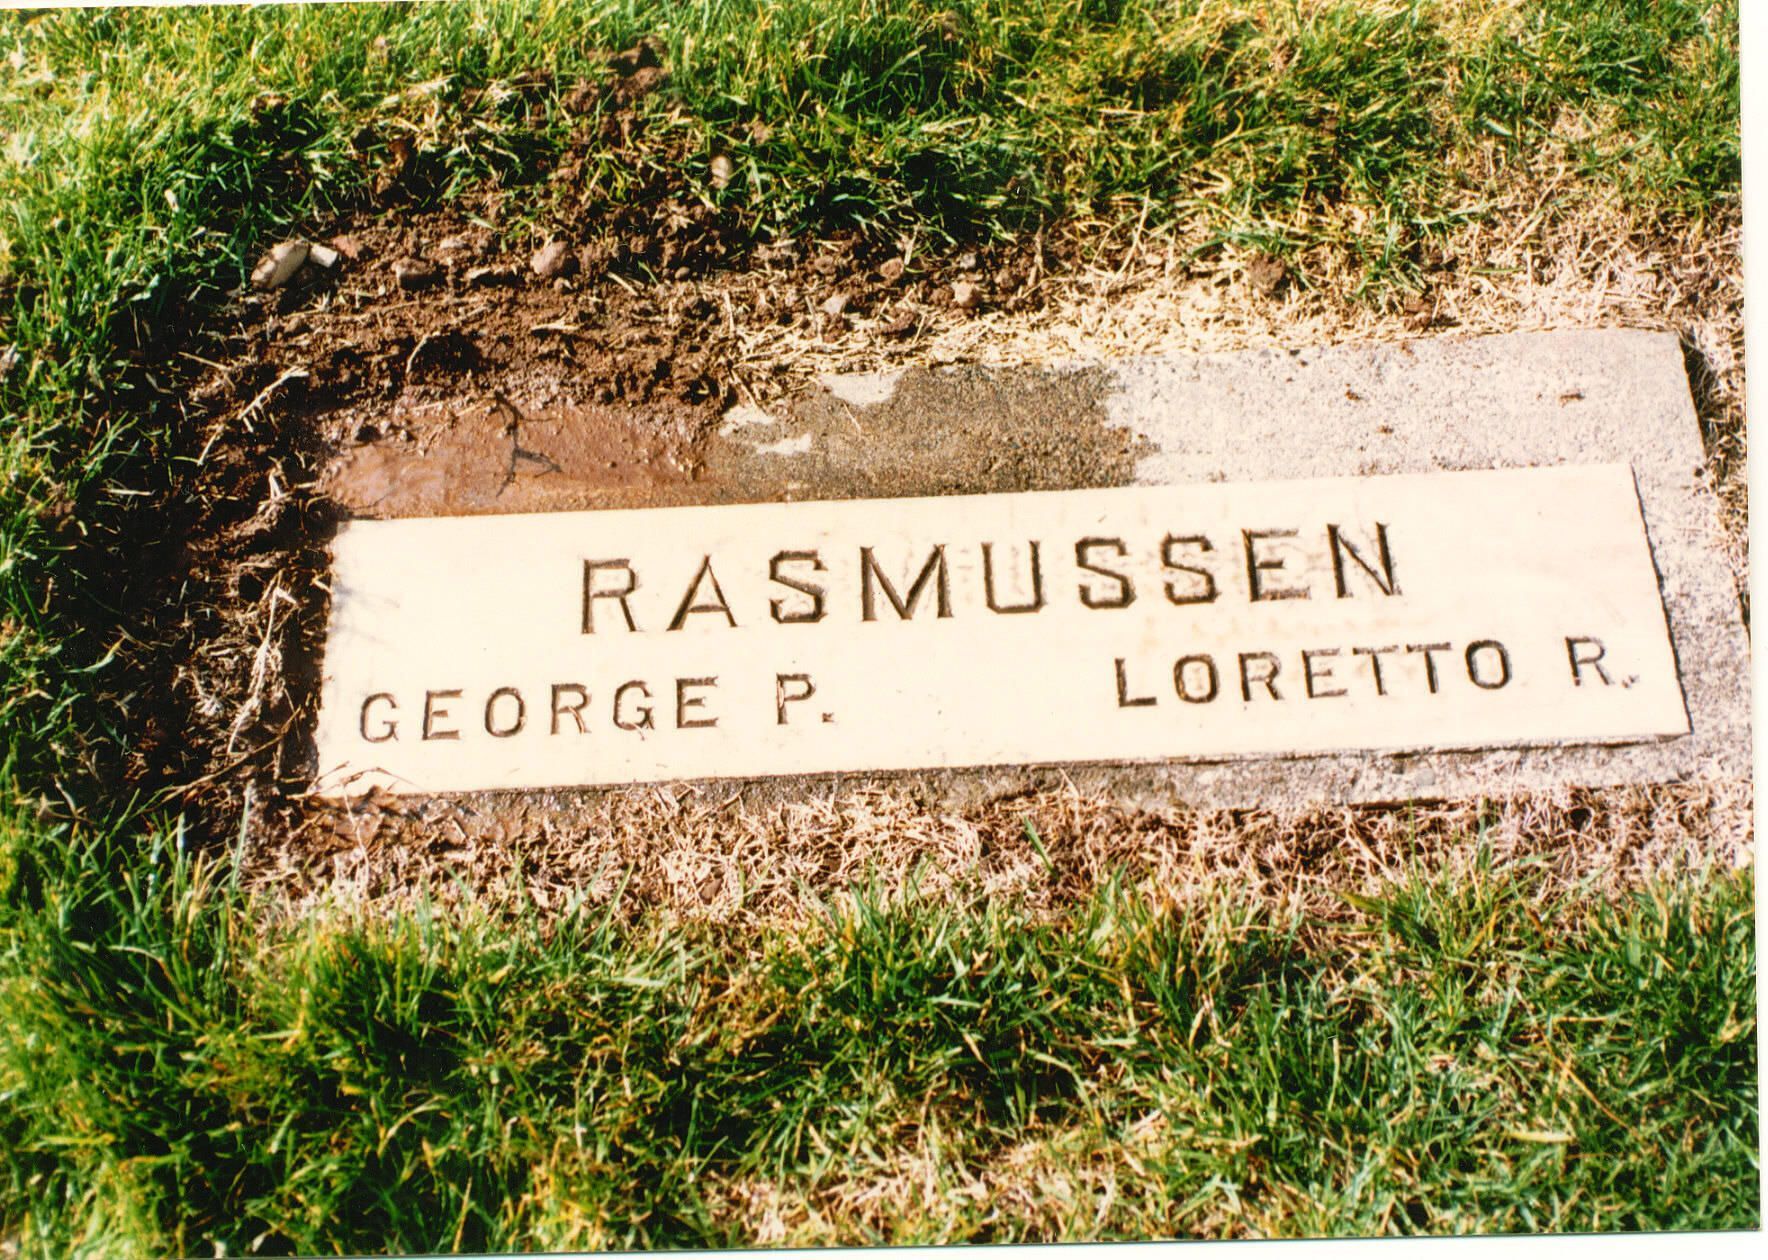 RASMUSSEN
GEORGE P. LORETTO R.